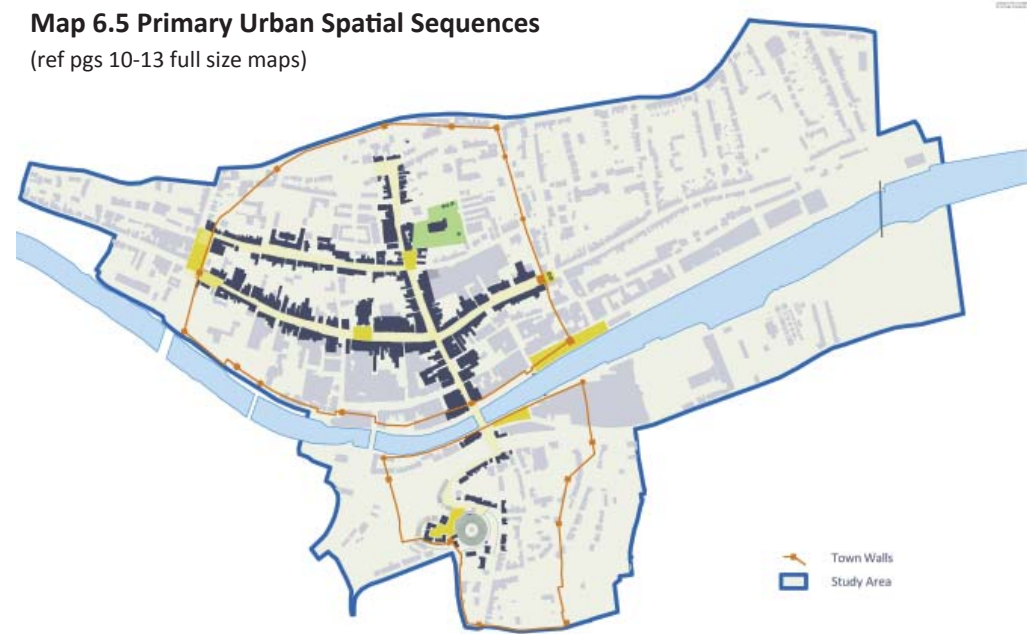 Map 6.5 Primary Urban Spatial Sequences
(ref pgs 10-13 full size maps)
Town Walls
Study Area